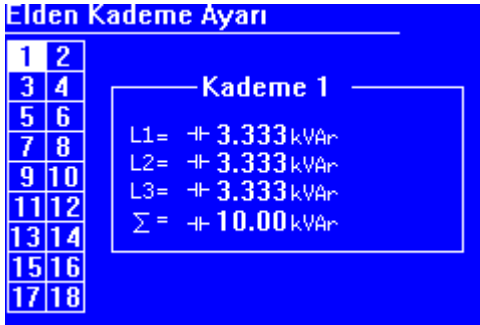 Elden Kademe Ayarı
1 2
3 4
5 6
7 8
9 10
11 12
13 14
15 16
17 18
Kademe 1
L1= ⊣⊢ 3.333 kVAr
L2= ⊣⊢ 3.333 kVAr
L3= ⊣⊢ 3.333 kVAr
∑ = ⊣⊢ 10.00 kVAr